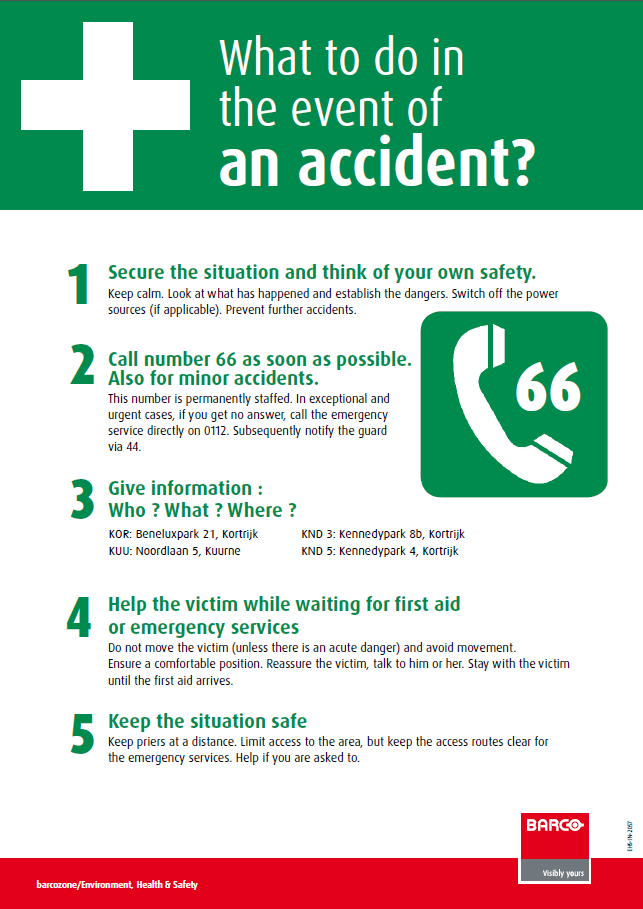 What to do in
the event of
an accident?
1 Secure the situation and think of your own safety.
Keep calm. Look at what has happened and establish the dangers. Switch off the power
sources (if applicable). Prevent further accidents.
2 Call number 66 as soon as possible.
Also for minor accidents.
This number is permanently staffed. In exceptional and
urgent cases, if you get no answer, call the emergency
service directly on 0112. Subsequently notify the guard
via 44.
66
3 Give information :
Who ? What ? Where ?
KOR: Beneluxpark 21, Kortrijk KND 3: Kennedypark 8b, Kortrijk
KUU: Noordlaan 5, Kuurne KND 5: Kennedypark 4, Kortrijk
4 Help the victim while waiting for first aid
or emergency services
Do not move the victim (unless there is an acute danger) and avoid movement.
Ensure a comfortable position. Reassure the victim, talk to him or her. Stay with the victim
until the first aid arrives.
5 Keep the situation safe
Keep priers at a distance. Limit access to the area, but keep the access routes clear for
the emergency services. Help if you are asked to.
BARCO
Visibly yours
barcozone/Environment, Health & Safety